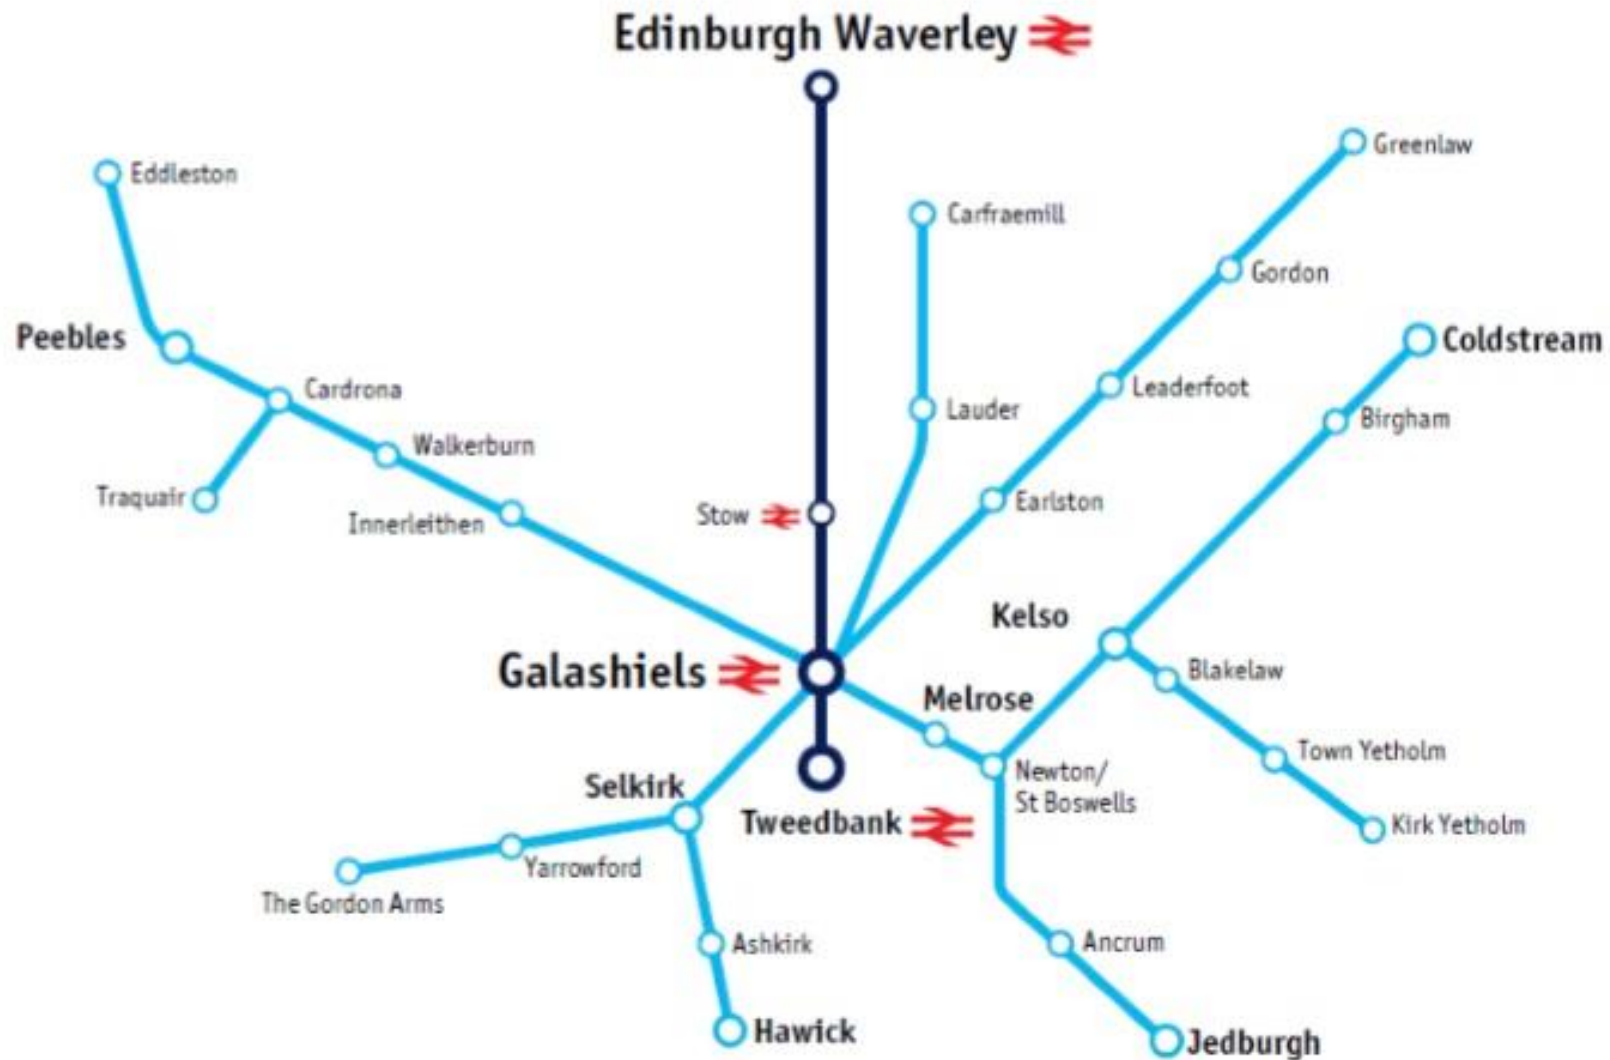 Edinburgh Waverley
Greenlaw
Eddleston
Carfraemill
Gordon
Peebles
Coldstream
Cardrona
Leaderfoot
Lauder
Birgham
Walkerburn
Traquair
Earlston
Stow
Innerleithen
Kelso
Galashiels
Blakelaw
Melrose
Town Yetholm
Newton/
St Boswells
Selkirk
Tweedbank
Kirk Yetholm
Yarrowford
The Gordon Arms
Ashkirk
Ancrum
Hawick
Jedburgh